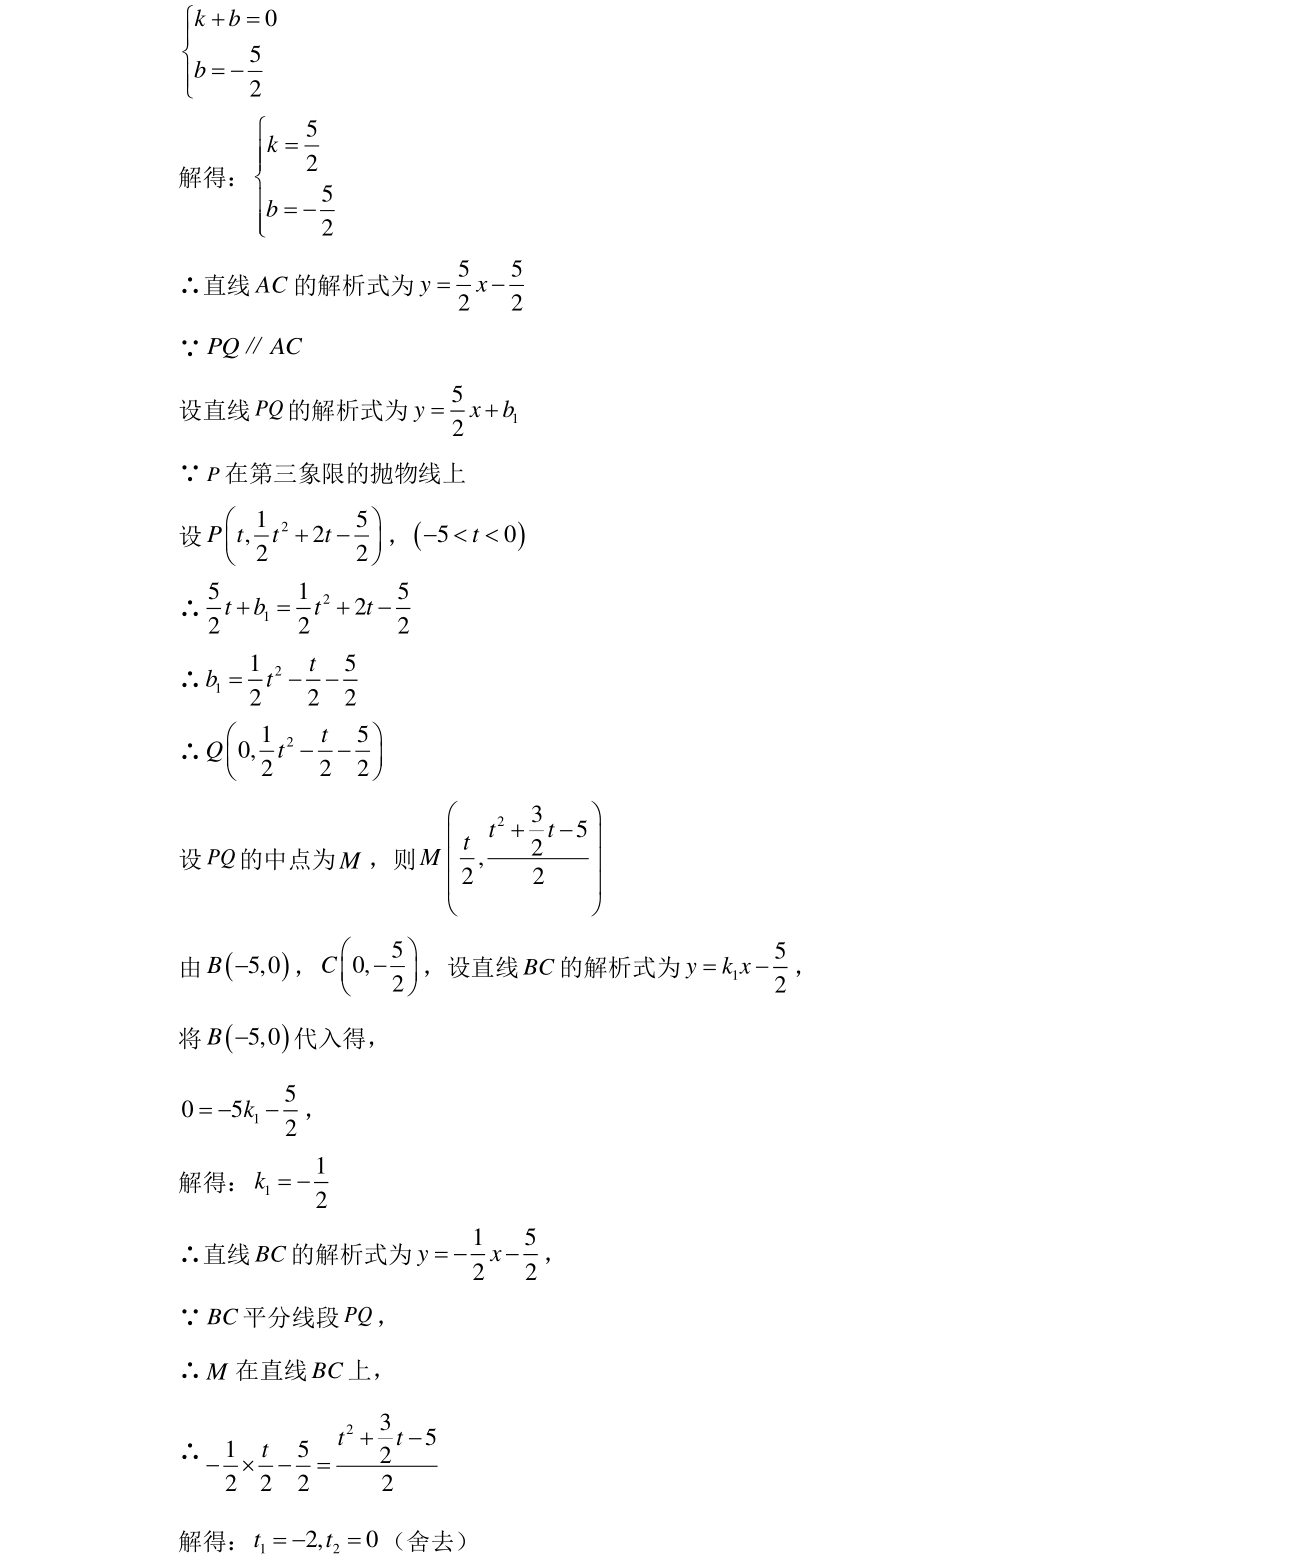 {k+b=0
b=-5/2
解得：{k=5/2
b=-5/2
∴直线AC的解析式为y=5/2x-5/2
∵PQ∥AC
设直线PQ的解析式为y=5/2x+b₁
∵P在第三象限的抛物线上
设P(t,1/2t²+2t-5/2)，(-5<t<0)
∴5/2t+b₁=1/2t²+2t-5/2
∴b₁=1/2t²-t/2-5/2
∴Q(0,1/2t²-t/2-5/2)
设PQ的中点为M，则M(t/2,(t²+3/2t-5)/2)
由B(-5,0)，C(0,-5/2)，设直线BC的解析式为y=k₁x-5/2，
将B(-5,0)代入得，
0=-5k₁-5/2，
解得：k₁=-1/2
∴直线BC的解析式为y=-1/2x-5/2，
∵BC平分线段PQ，
∴M在直线BC上，
∴-1/2×t/2-5/2=(t²+3/2t-5)/2
解得：t₁=-2,t₂=0（舍去）